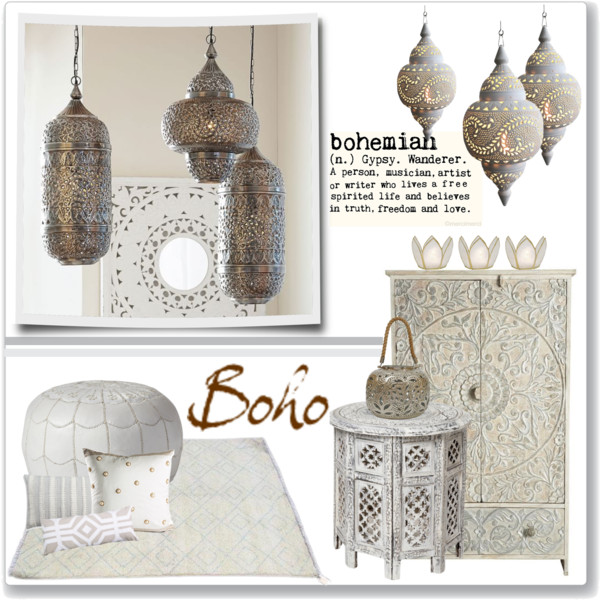 bohemian
(n.) Gypsy. Wanderer.
A person, musician, artist
or writer who lives a free
spirited life and believes
in truth, freedom and love.
Boho